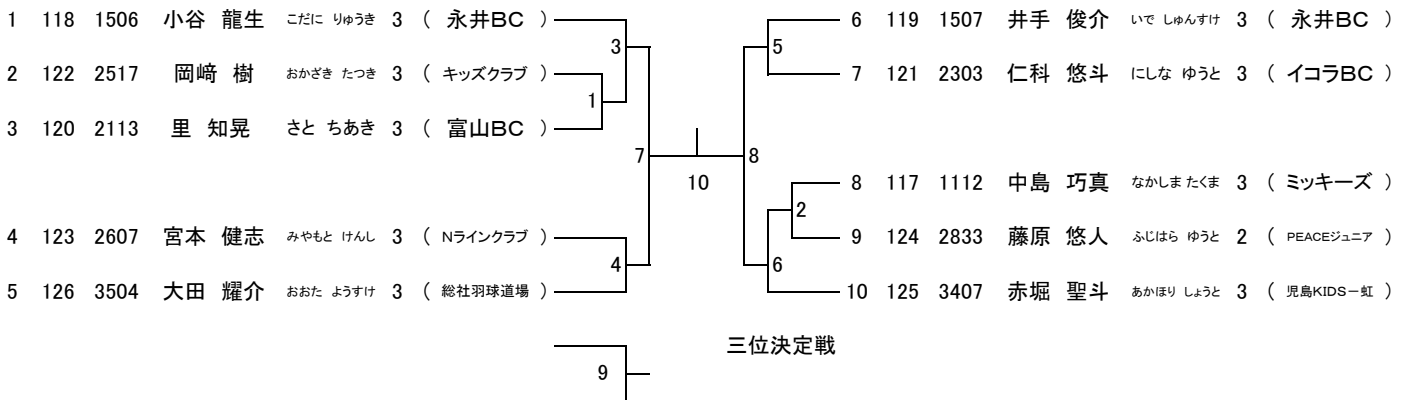 1 118 1506 小谷 龍生 こだに りゅうき 3 ( 永井BC )
3
2 122 2517 岡﨑 樹 おかざき たつき 3 ( キッズクラブ )
1
3 120 2113 里 知晃 さと ちあき 3 ( 富山BC )
7
4 123 2607 宮本 健志 みやもと けんし 3 ( Nラインクラブ )
4
5 126 3504 大田 耀介 おおた ようすけ 3 ( 総社羽球道場 )
10
6 119 1507 井手 俊介 いで しゅんすけ 3 ( 永井BC )
5
7 121 2303 仁科 悠斗 にしな ゆうと 3 ( イコラBC )
8
8 117 1112 中島 巧真 なかしま たくま 3 ( ミッキーズ )
2
9 124 2833 藤原 悠人 ふじはら ゆうと 2 ( PEACEジュニア )
6
10 125 3407 赤堀 聖斗 あかほり しょうと 3 ( 児島KIDS－虹 )
三位決定戦
9